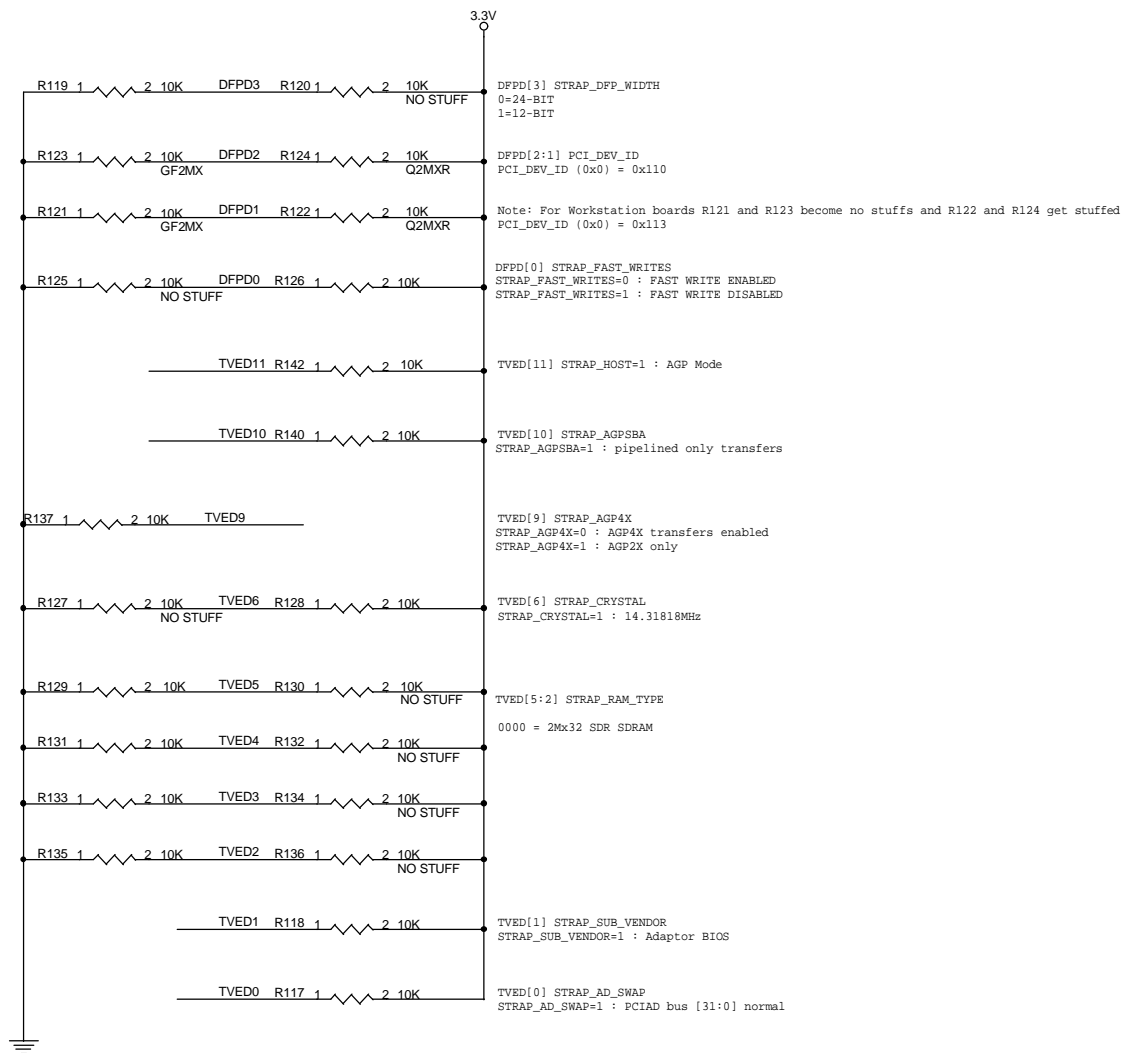 3.3V
R119 1 2 10K DFPD3 R120 1 2 10K
NO STUFF
DFPD[3] STRAP_DFP_WIDTH
0=24-BIT
1=12-BIT
R123 1 2 10K DFPD2 R124 1 2 10K
GF2MX Q2MXR
DFPD[2:1] PCI_DEV_ID
PCI_DEV_ID (0x0) = 0x110
R121 1 2 10K DFPD1 R122 1 2 10K
GF2MX Q2MXR
Note: For Workstation boards R121 and R123 become no stuffs and R122 and R124 get stuffed
PCI_DEV_ID (0x0) = 0x113
R125 1 2 10K DFPD0 R126 1 2 10K
NO STUFF
DFPD[0] STRAP_FAST_WRITES
STRAP_FAST_WRITES=0 : FAST WRITE ENABLED
STRAP_FAST_WRITES=1 : FAST WRITE DISABLED
TVED11 R142 1 2 10K
TVED[11] STRAP_HOST=1 : AGP Mode
TVED10 R140 1 2 10K
TVED[10] STRAP_AGPSBA
STRAP_AGPSBA=1 : pipelined only transfers
R137 1 2 10K TVED9
TVED[9] STRAP_AGP4X
STRAP_AGP4X=0 : AGP4X transfers enabled
STRAP_AGP4X=1 : AGP2X only
R127 1 2 10K TVED6 R128 1 2 10K
NO STUFF
TVED[6] STRAP_CRYSTAL
STRAP_CRYSTAL=1 : 14.31818MHz
R129 1 2 10K TVED5 R130 1 2 10K
NO STUFF
TVED[5:2] STRAP_RAM_TYPE
0000 = 2Mx32 SDR SDRAM
R131 1 2 10K TVED4 R132 1 2 10K
NO STUFF
R133 1 2 10K TVED3 R134 1 2 10K
NO STUFF
R135 1 2 10K TVED2 R136 1 2 10K
NO STUFF
TVED1 R118 1 2 10K
TVED[1] STRAP_SUB_VENDOR
STRAP_SUB_VENDOR=1 : Adaptor BIOS
TVED0 R117 1 2 10K
TVED[0] STRAP_AD_SWAP
STRAP_AD_SWAP=1 : PCIAD bus [31:0] normal